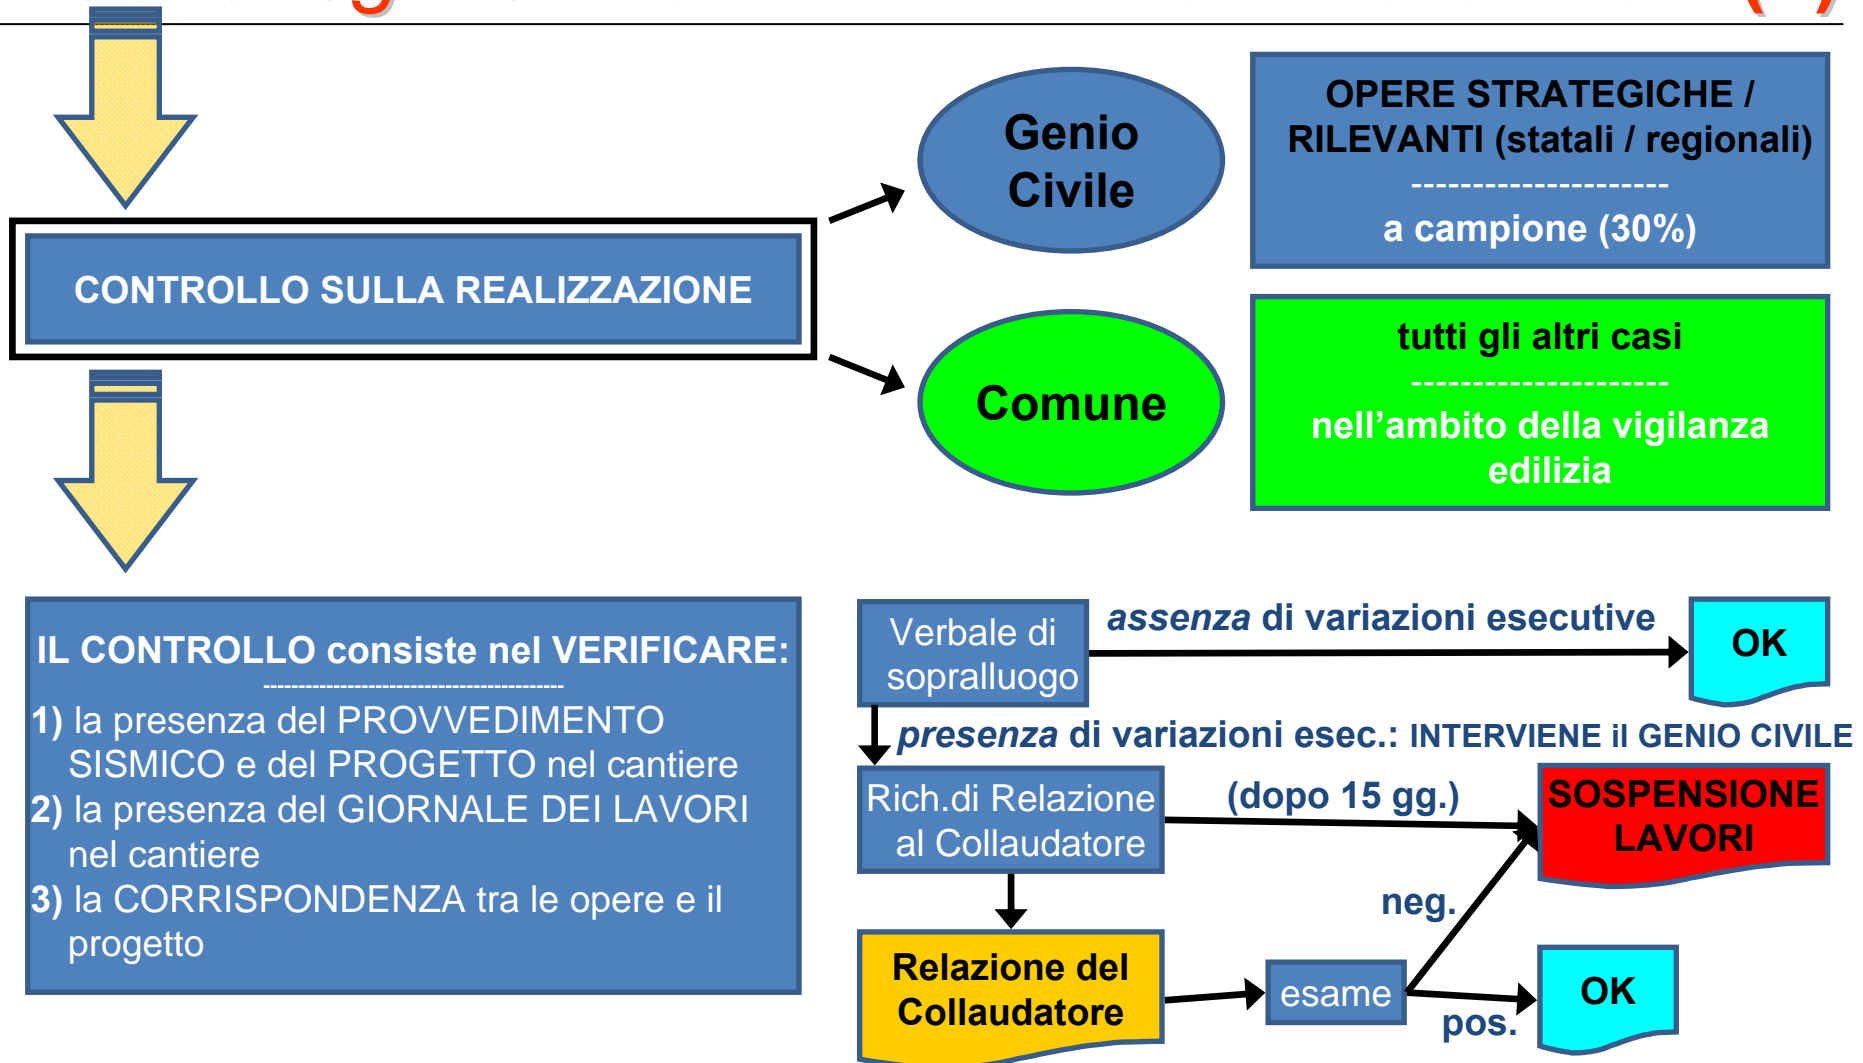 CONTROLLO SULLA REALIZZAZIONE
Genio
Civile
OPERE STRATEGICHE /
RILEVANTI (statali / regionali)
---------------------
a campione (30%)
Comune
tutti gli altri casi
---------------------
nell’ambito della vigilanza
edilizia
IL CONTROLLO consiste nel VERIFICARE:
-------------------------------------------
1) la presenza del PROVVEDIMENTO
SISMICO e del PROGETTO nel cantiere
2) la presenza del GIORNALE DEI LAVORI
nel cantiere
3) la CORRISPONDENZA tra le opere e il
progetto
Verbale di
sopralluogo
assenza di variazioni esecutive
OK
presenza di variazioni esec.: INTERVIENE il GENIO CIVILE
Rich.di Relazione
al Collaudatore
(dopo 15 gg.)
SOSPENSIONE
LAVORI
neg.
Relazione del
Collaudatore
esame
pos.
OK